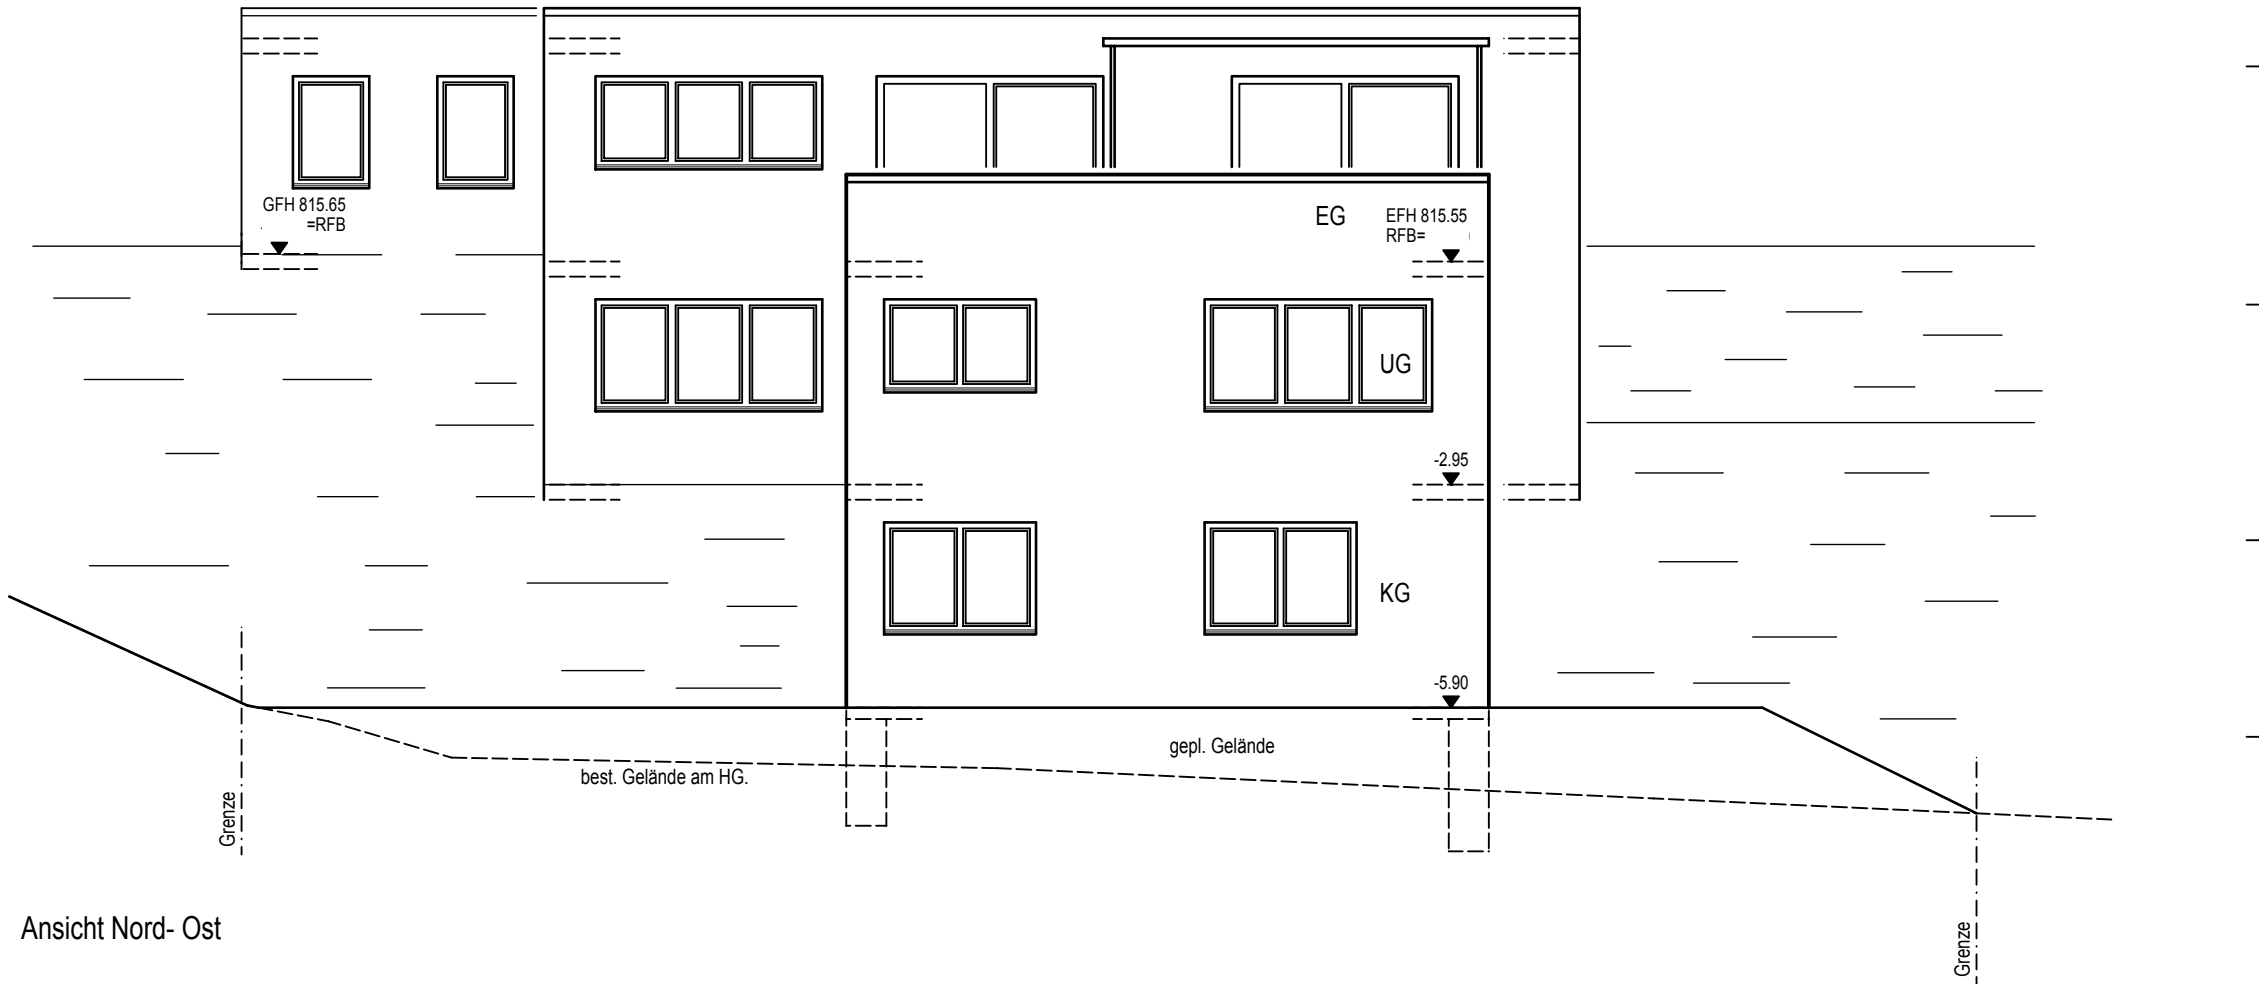 GFH 815.65
=RFB
EG
EFH 815.55
RFB=
UG
-2.95
KG
-5.90
gepl. Gelände
best. Gelände am HG.
Grenze
Grenze
Ansicht Nord- Ost